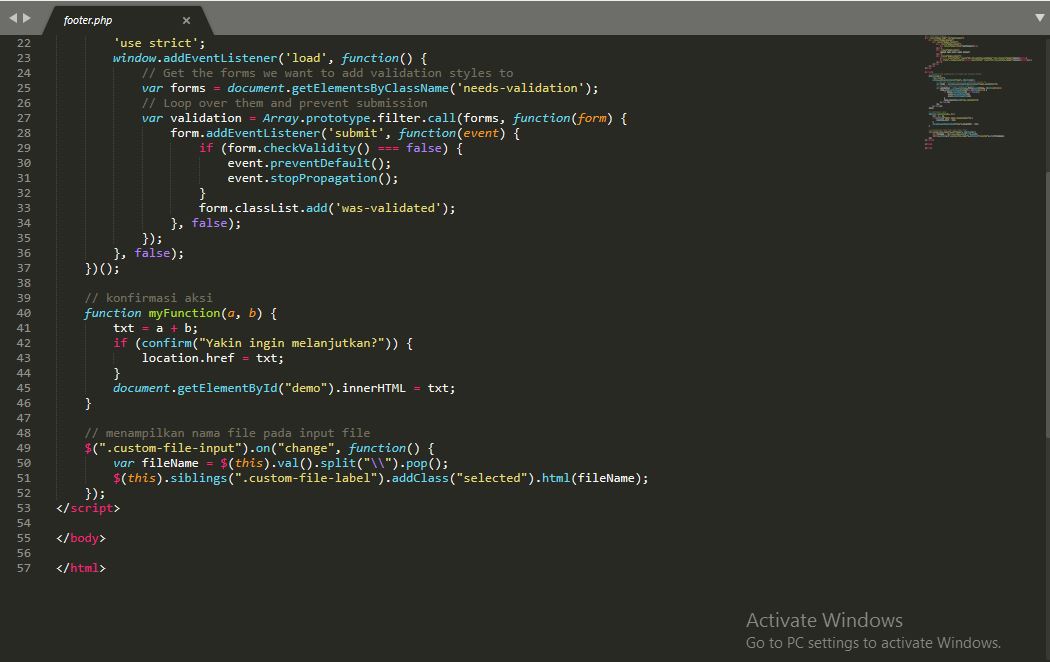 footer.php
22 'use strict';
23 window.addEventListener('load', function() {
24 // Get the forms we want to add validation styles to
25 var forms = document.getElementsByClassName('needs-validation');
26 // Loop over them and prevent submission
27 var validation = Array.prototype.filter.call(forms, function(form) {
28 form.addEventListener('submit', function(event) {
29 if (form.checkValidity() === false) {
30 event.preventDefault();
31 event.stopPropagation();
32 }
33 form.classList.add('was-validated');
34 }, false);
35 });
36 }, false);
37 })();
38
39 // konfirmasi aksi
40 function myFunction(a, b) {
41 txt = a + b;
42 if (confirm("Yakin ingin melanjutkan?")) {
43 location.href = txt;
44 }
45 document.getElementById("demo").innerHTML = txt;
46 }
47
48 // menampilkan nama file pada input file
49 $(".custom-file-input").on("change", function() {
50 var fileName = $(this).val().split("\\").pop();
51 $(this).siblings(".custom-file-label").addClass("selected").html(fileName);
52 });
53 </script>
54
55 </body>
56
57 </html>
Activate Windows
Go to PC settings to activate Windows.